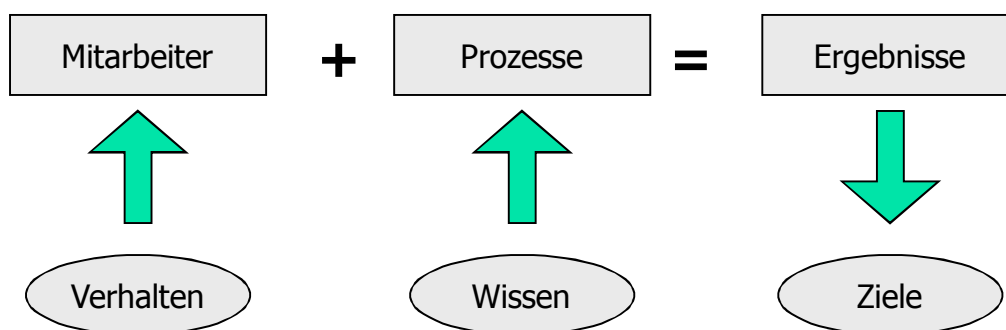 Mitarbeiter + Prozesse = Ergebnisse
Verhalten Wissen Ziele